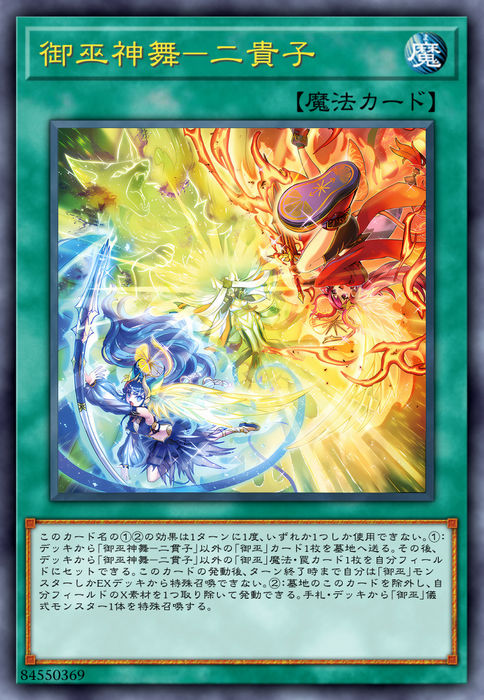 御巫神舞－二貴子
魔
【魔法カード】
このカード名の①②の効果は1ターンに1度、いずれか1つしか使用できない。①：
デッキから「御巫神舞－二貴子」以外の「御巫」カード1枚を墓地へ送る。その後、
デッキから「御巫神舞－二貴子」以外の「御巫」魔法・罠カード1枚を自分フィール
ドにセットできる。このカードの発動後、ターン終了時まで自分は「御巫」モン
スターしかEXデッキから特殊召喚できない。②：墓地のこのカードを除外し、自
分フィールドのX素材を1つ取り除いて発動できる。手札・デッキから「御巫」儀
式モンスター1体を特殊召喚する。
84550369